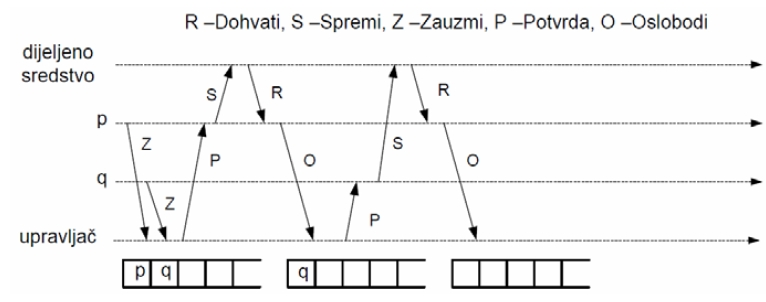 R –Dohvati, S –Spremi, Z –Zauzmi, P –Potvrda, O –Oslobodi
dijeljeno
sredstvo
S
R
S
R
p
Z
P
O
S
O
q
Z
P
upravljač
p q
q